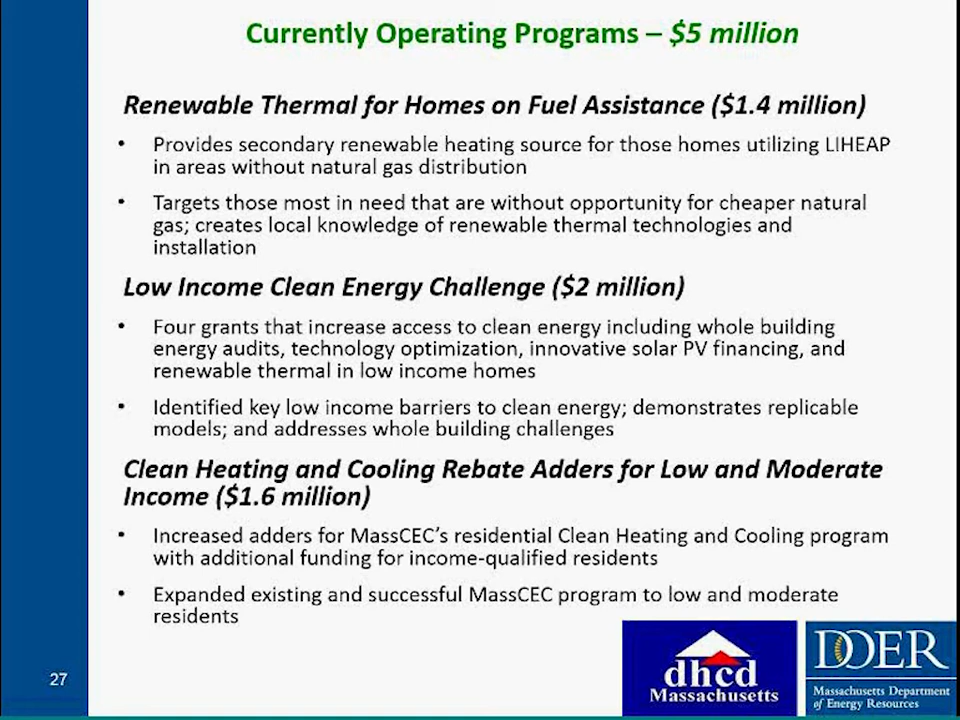 Currently Operating Programs – $5 million
Renewable Thermal for Homes on Fuel Assistance ($1.4 million)
• Provides secondary renewable heating source for those homes utilizing LIHEAP
in areas without natural gas distribution
• Targets those most in need that are without opportunity for cheaper natural
gas; creates local knowledge of renewable thermal technologies and
installation
Low Income Clean Energy Challenge ($2 million)
• Four grants that increase access to clean energy including whole building
energy audits, technology optimization, innovative solar PV financing, and
renewable thermal in low income homes
• Identified key low income barriers to clean energy; demonstrates replicable
models; and addresses whole building challenges
Clean Heating and Cooling Rebate Adders for Low and Moderate
Income ($1.6 million)
• Increased adders for MassCEC’s residential Clean Heating and Cooling program
with additional funding for income-qualified residents
• Expanded existing and successful MassCEC program to low and moderate
residents
27
dhcd
Massachusetts
DOER
Massachusetts Department
of Energy Resources